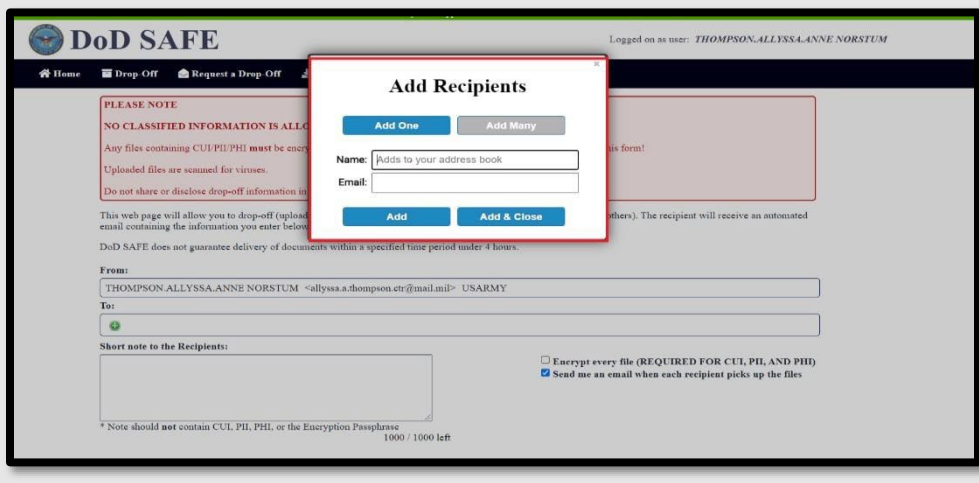 DoD SAFE
Logged on as user: THOMPSON.ALLYSSA.ANNE NORSTUM
Home Drop-Off Request a Drop-Off
Add Recipients
Add One Add Many
Name: Adds to your address book
Email:
Add Add & Close
PLEASE NOTE
NO CLASSIFIED INFORMATION IS
Any files containing CUI/PII/PHI must be his form!
Uploaded files are scanned for viruses.
Do not share or disclose drop-off information in
This web page will allow you to drop-off (uploa thers). The recipient will receive an automated
email containing the information you enter below
DoD SAFE does not guarantee delivery of documents within a specified time period under 4 hours.
From:
THOMPSON.ALLYSSA.ANNE NORSTUM <allyssa.a.thompson.ctr@mail.mil> USARMY
To:
Short note to the Recipients:
Encrypt every file (REQUIRED FOR CUI, PII, AND PHI)
Send me an email when each recipient picks up the files
* Note should not contain CUI, PII, PHI, or the Encryption Passphrase
1000 / 1000 left